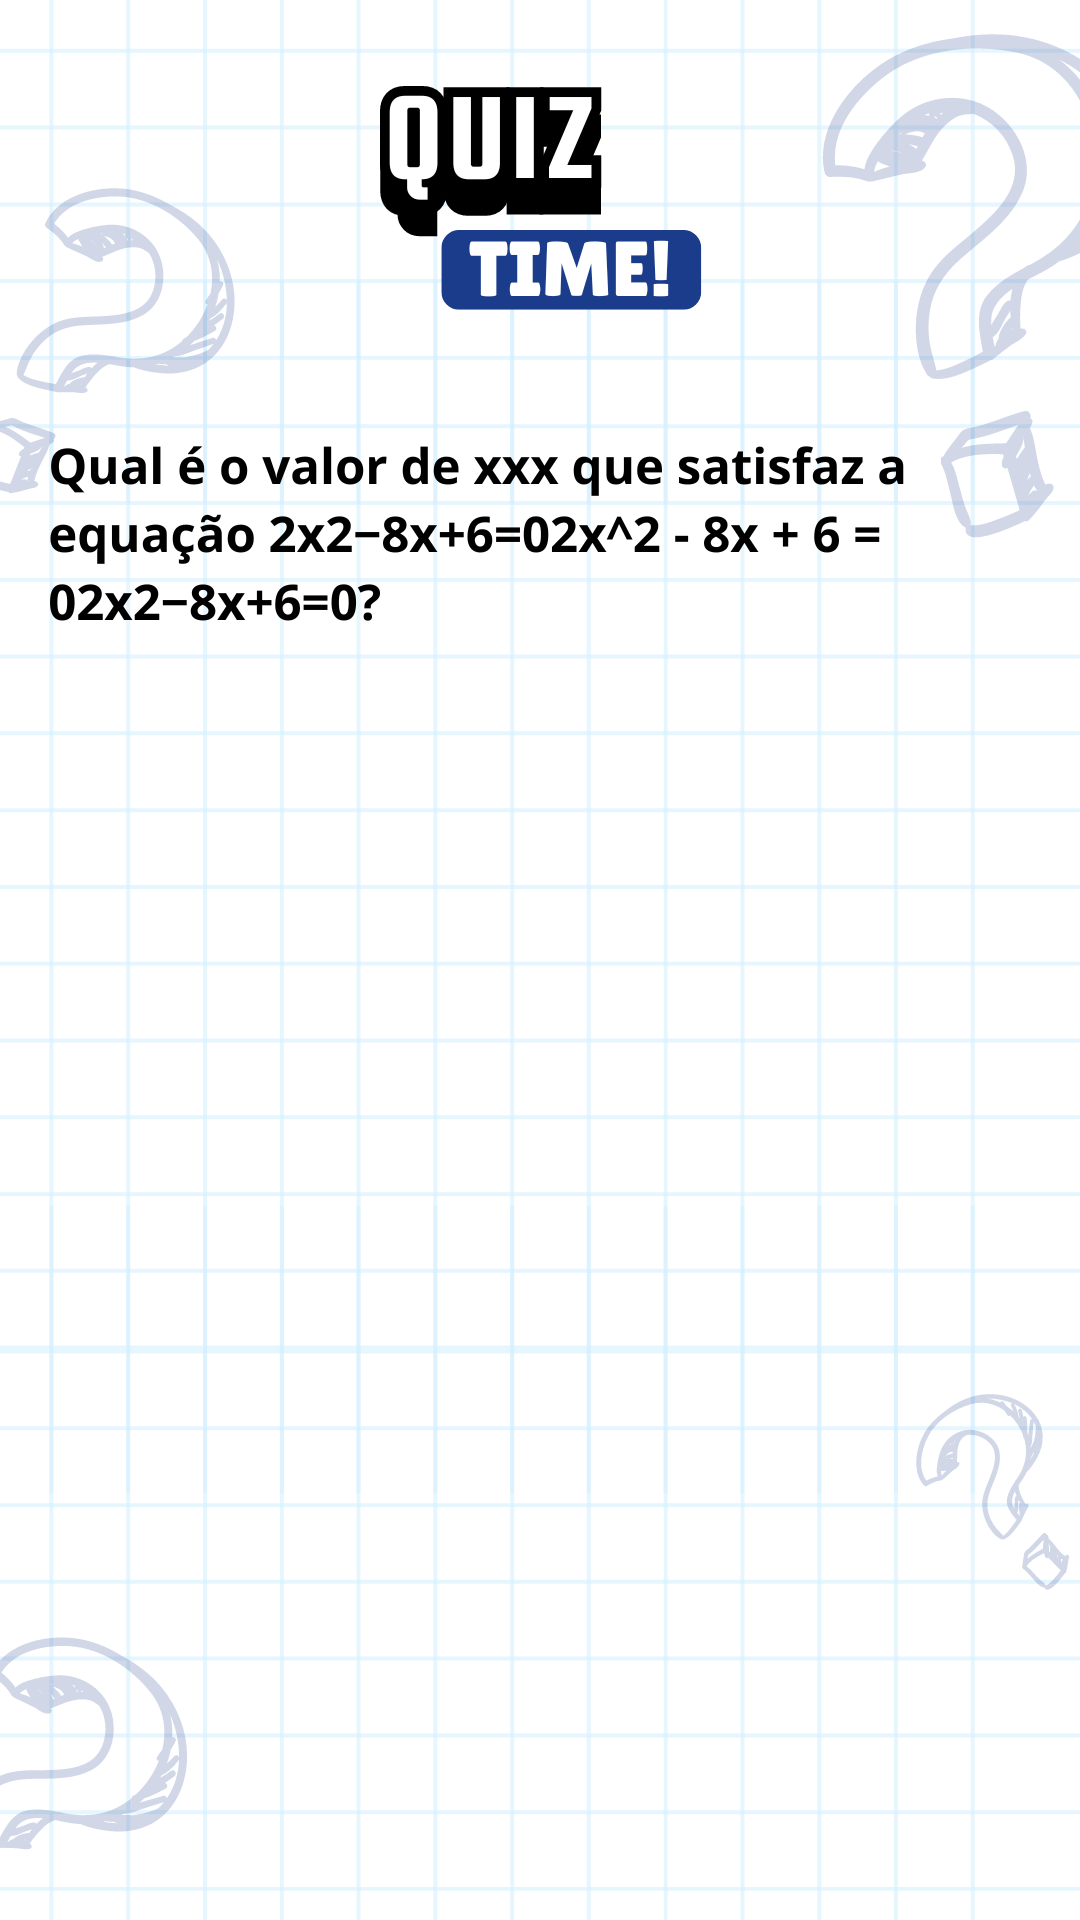 QUIZ
TIME!
Qual é o valor de xxx que satisfaz a
equação 2x2−8x+6=02x^2 - 8x + 6 =
02x2−8x+6=0?